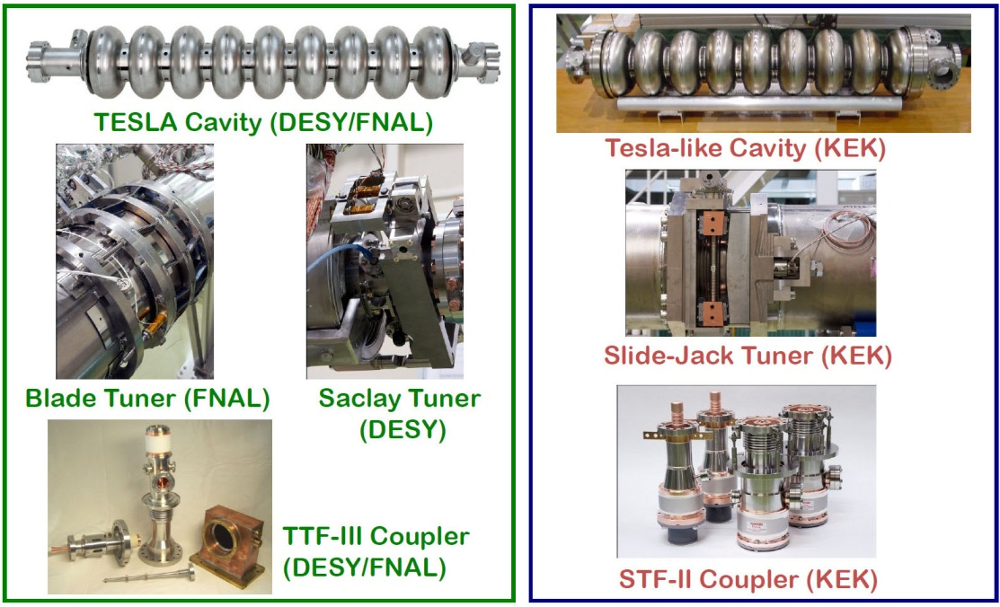 TESLA Cavity (DESY/FNAL)
Blade Tuner (FNAL)
Saclay Tuner
(DESY)
TTF-III Coupler
(DESY/FNAL)
Tesla-like Cavity (KEK)
Slide-Jack Tuner (KEK)
STF-II Coupler (KEK)